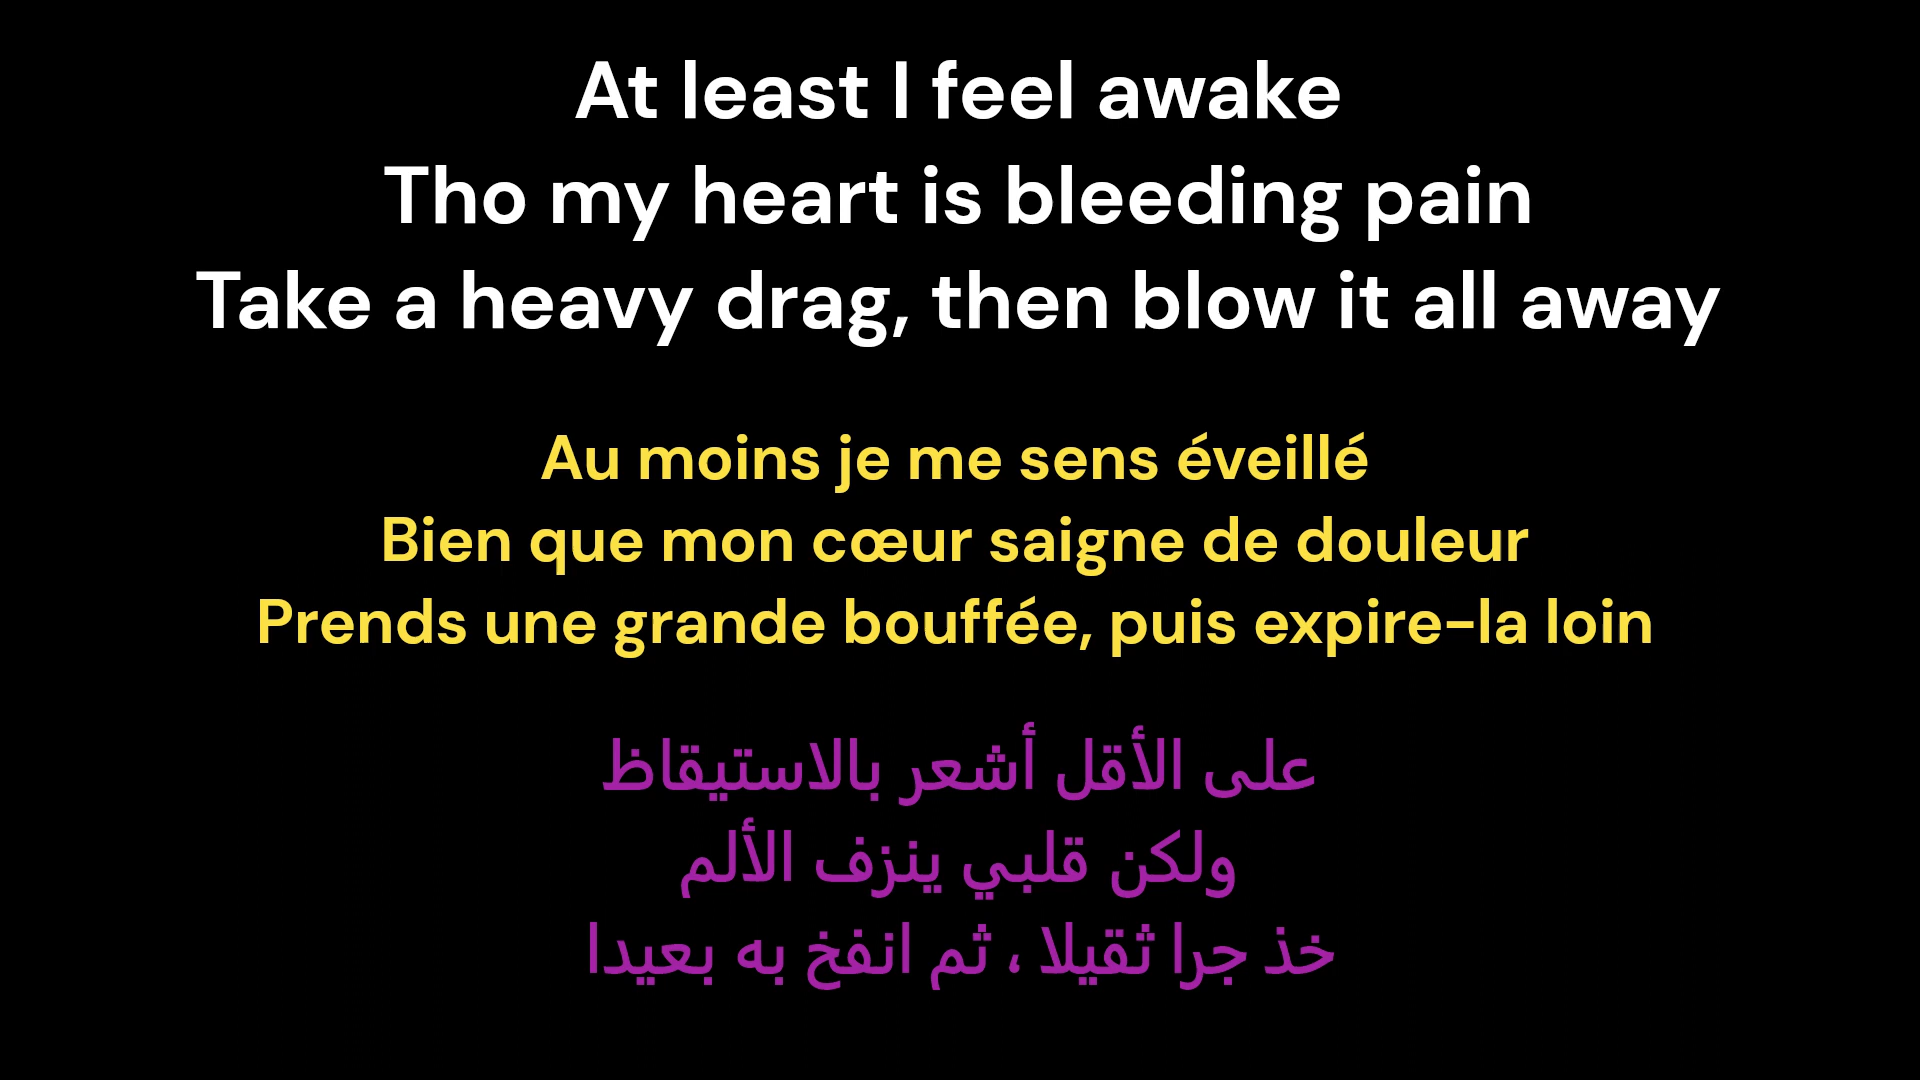 At least I feel awake
Tho my heart is bleeding pain
Take a heavy drag, then blow it all away
Au moins je me sens éveillé
Bien que mon cœur saigne de douleur
Prends une grande bouffée, puis expire-la loin
على الأقل أشعر بالاستيقاظ
ولكن قلبي ينزف الألم
خذ جرا ثقيلا ، ثم انفخ به بعيدا